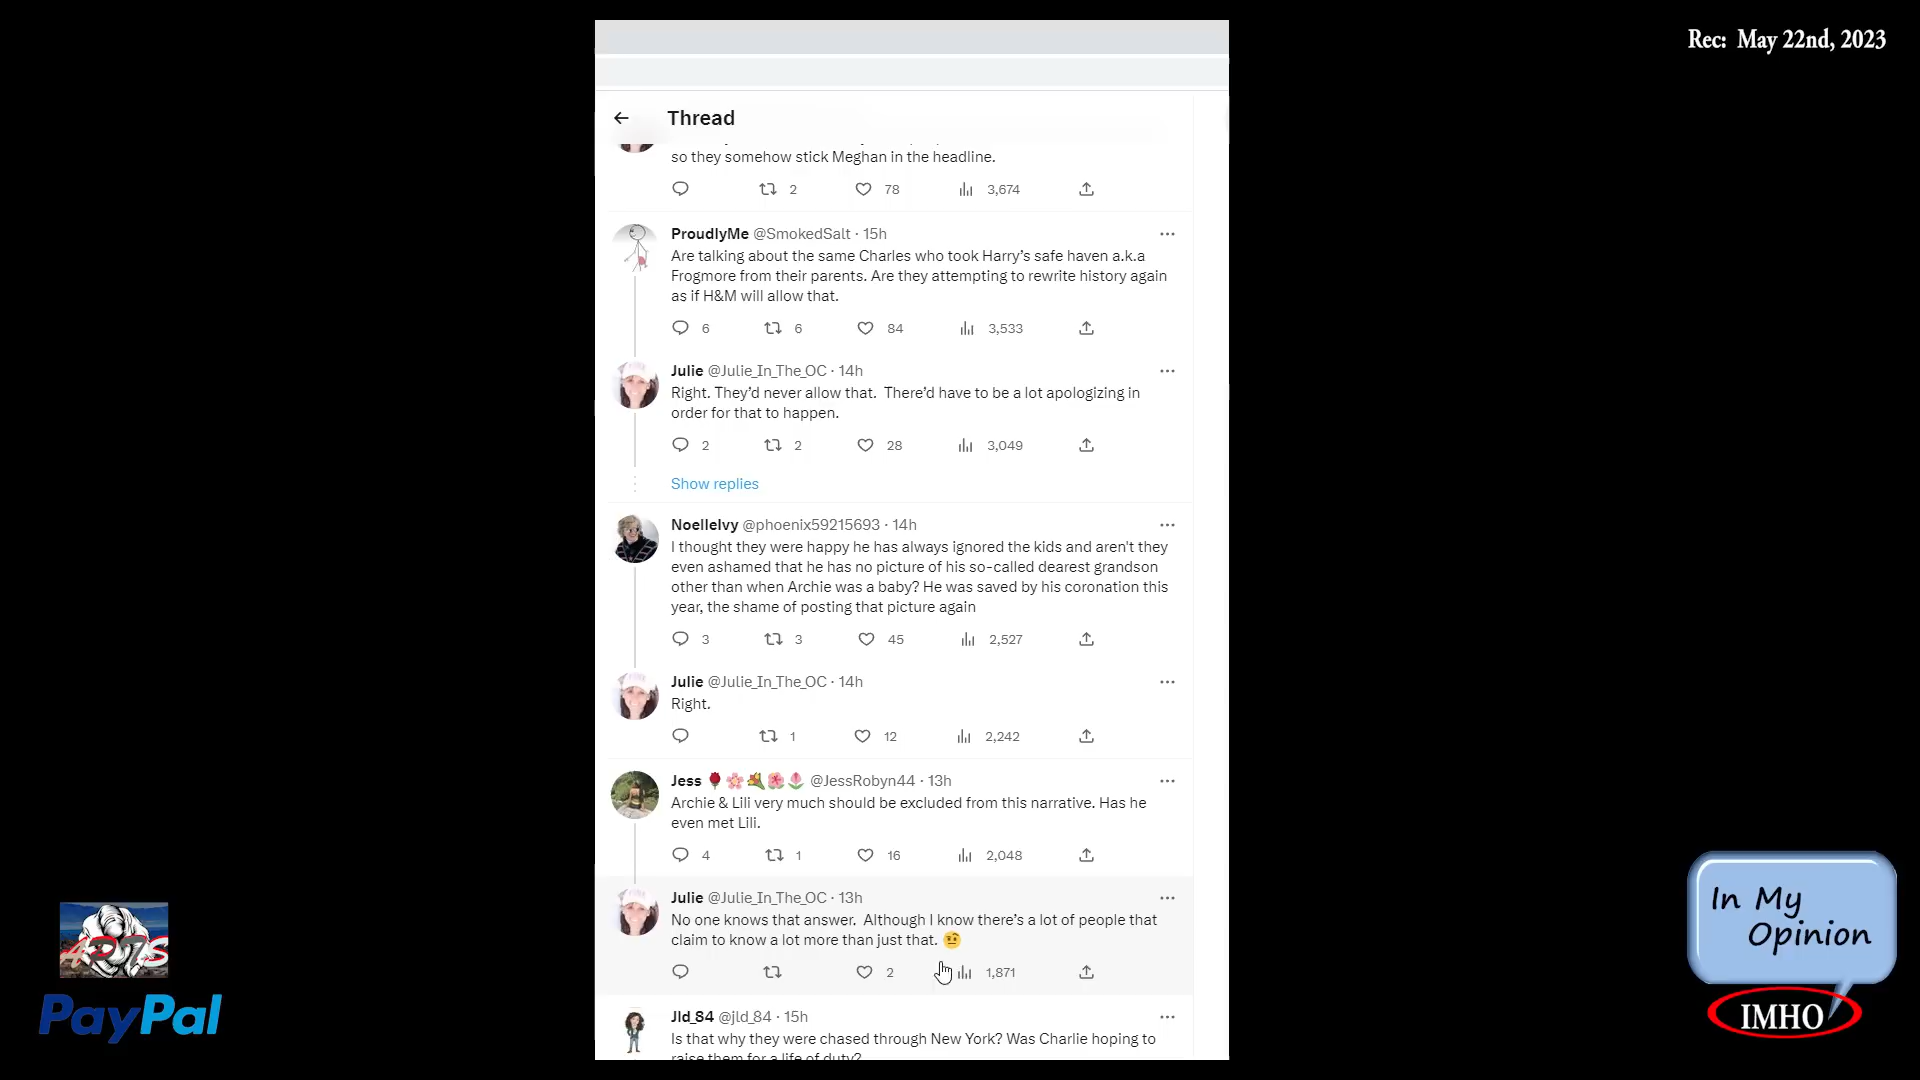 Rec: May 22nd, 2023
Thread
so they somehow stick Meghan in the headline.
2 78 3,674
ProudlyMe @SmokedSalt · 15h
Are talking about the same Charles who took Harry's safe haven a.k.a
Frogmore from their parents. Are they attempting to rewrite history again
as if H&M will allow that.
6 6 84 3,533
Julie @Julie_In_The_OC · 14h
Right. They'd never allow that. There'd have to be a lot apologizing in
order for that to happen.
2 2 28 3,049
Show replies
NoelleIvy @phoenix59215693 · 14h
I thought they were happy he has always ignored the kids and aren't they
even ashamed that he has no picture of his so-called dearest grandson
other than when Archie was a baby? He was saved by his coronation this
year, the shame of posting that picture again
3 3 45 2,527
Julie @Julie_In_The_OC · 14h
Right.
1 12 2,242
Jess 🌹🌸💐🌺🌷 @JessRobyn44 · 13h
Archie & Lili very much should be excluded from this narrative. Has he
even met Lili.
4 1 16 2,048
Julie @Julie_In_The_OC · 13h
No one knows that answer. Although I know there's a lot of people that
claim to know a lot more than just that. 🤨
2 1,871
Jld_84 @jld_84 · 15h
Is that why they were chased through New York? Was Charlie hoping to
raise them for a life of duty?
PayPal
In My
Opinion
IMHO